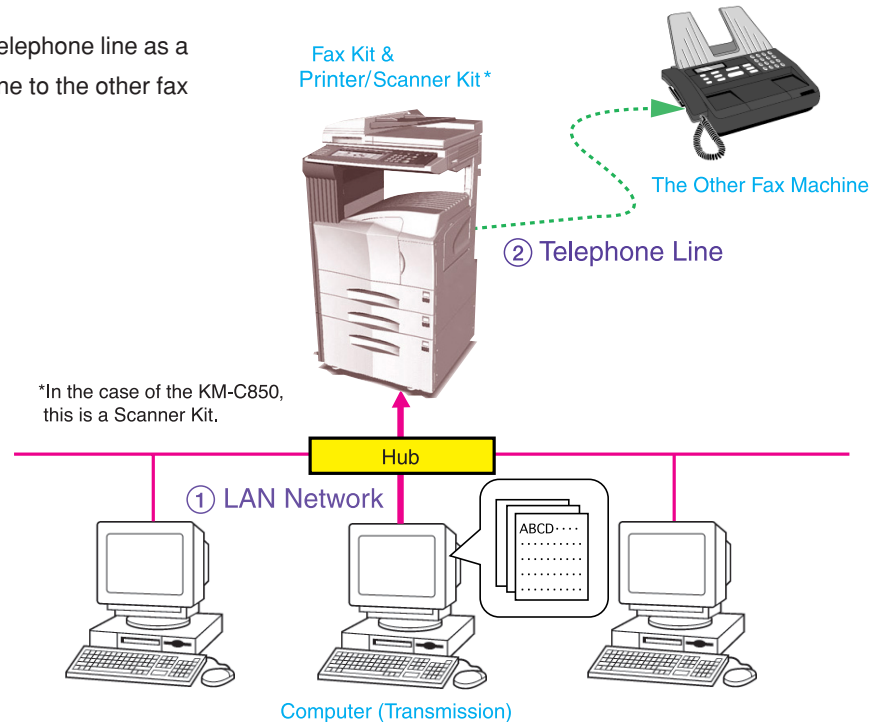 elephone line as a
ne to the other fax
Fax Kit &
Printer/Scanner Kit*
The Other Fax Machine
② Telephone Line
*In the case of the KM-C850,
this is a Scanner Kit.
Hub
① LAN Network
ABCD····
Computer (Transmission)